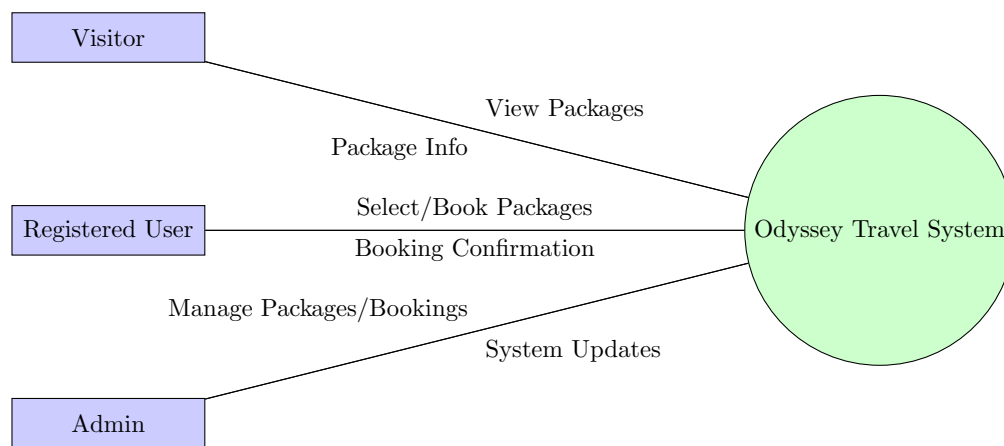 Visitor
View Packages
Package Info
Select/Book Packages
Registered User
Odyssey Travel System
Booking Confirmation
Manage Packages/Bookings
System Updates
Admin